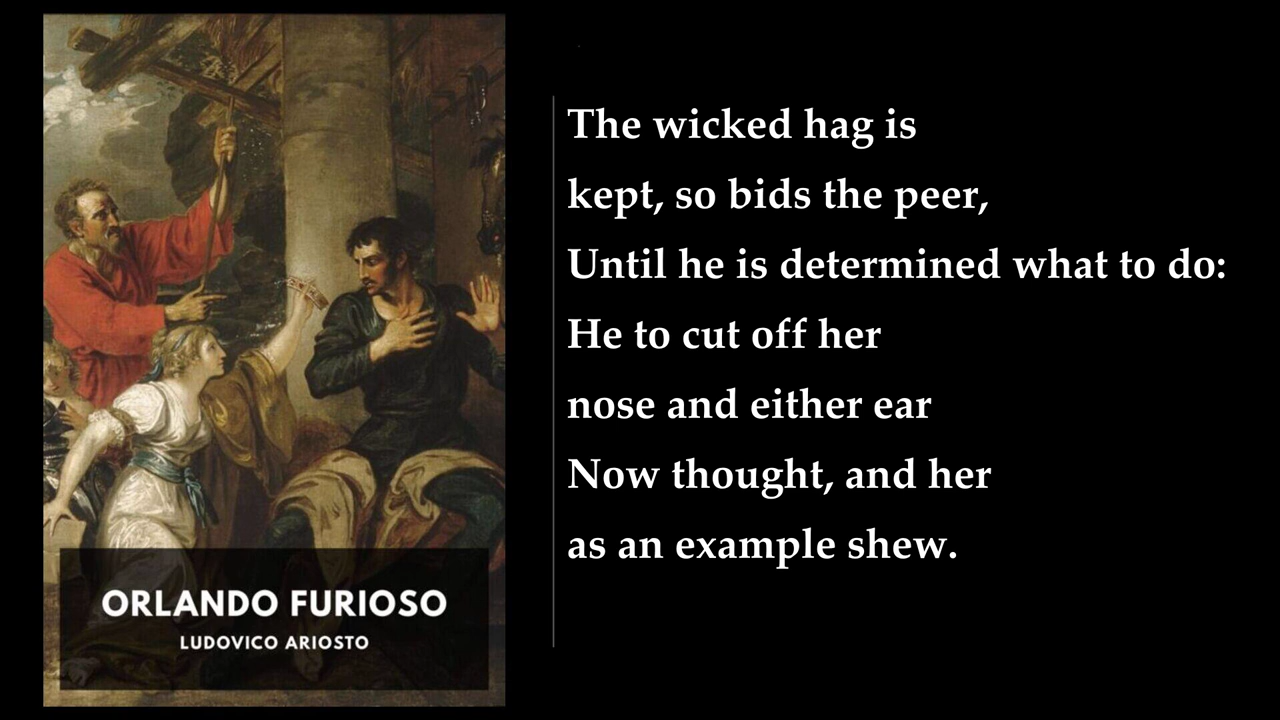 ORLANDO FURIOSO
LUDOVICO ARIOSTO
The wicked hag is
kept, so bids the peer,
Until he is determined what to do:
He to cut off her
nose and either ear
Now thought, and her
as an example shew.